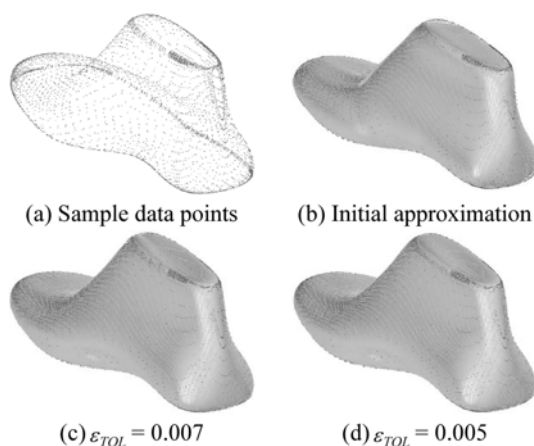 (a) Sample data points
(b) Initial approximation
(c) ε_TOL = 0.007
(d) ε_TOL = 0.005